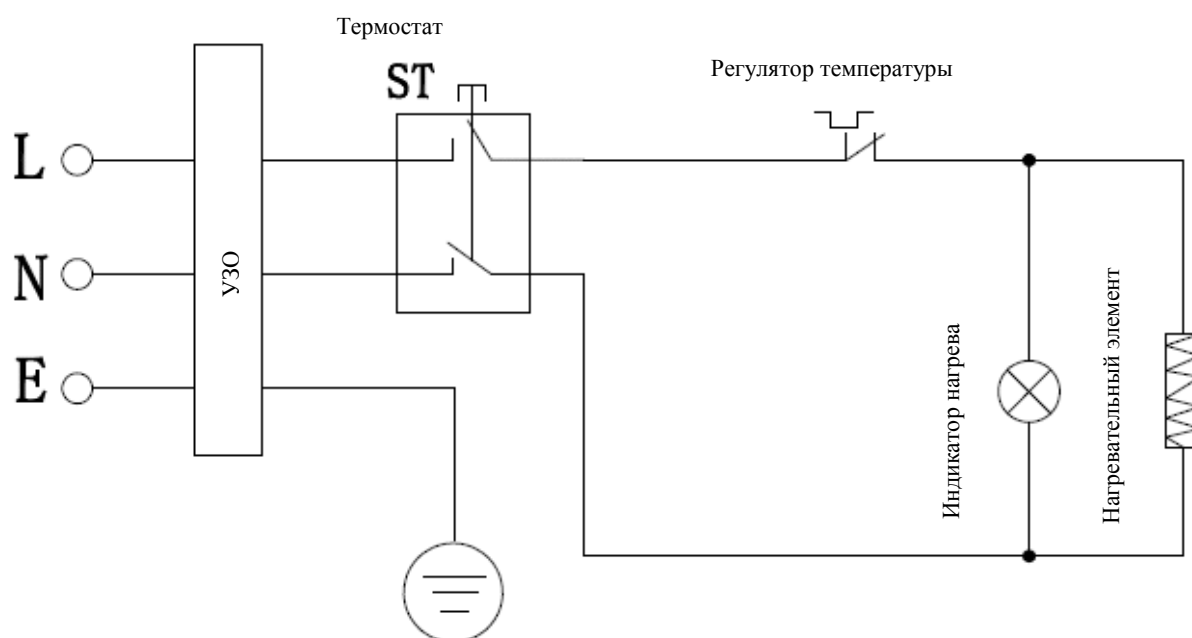 Термостат
ST
Регулятор температуры
L
N
E
УЗО
Индикатор нагрева
Нагревательный элемент